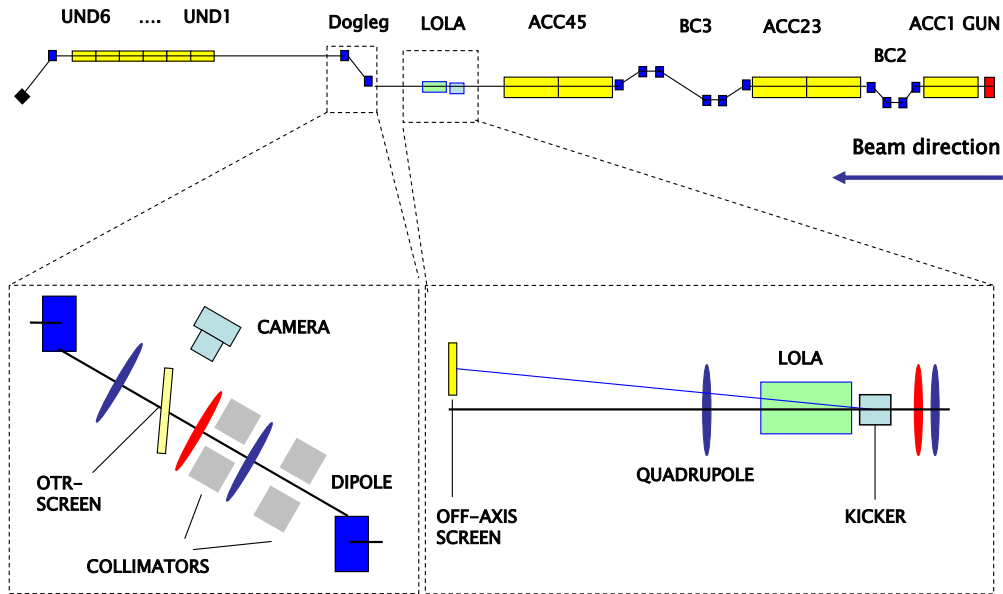 UND6 .... UND1
Dogleg
LOLA
ACC45
BC3
ACC23
BC2
ACC1 GUN
Beam direction
CAMERA
OTR-
SCREEN
DIPOLE
COLLIMATORS
LOLA
QUADRUPOLE
OFF-AXIS
SCREEN
KICKER